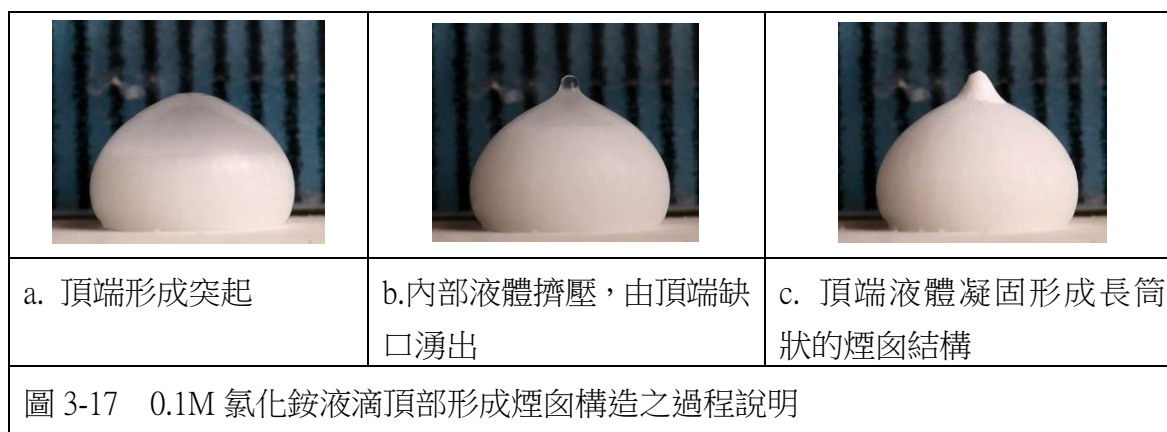 a. 頂端形成突起
b.內部液體擠壓，由頂端缺
口湧出
c. 頂端液體凝固形成長筒
狀的煙囪結構
圖 3-17 0.1M 氯化銨液滴頂部形成煙囪構造之過程說明